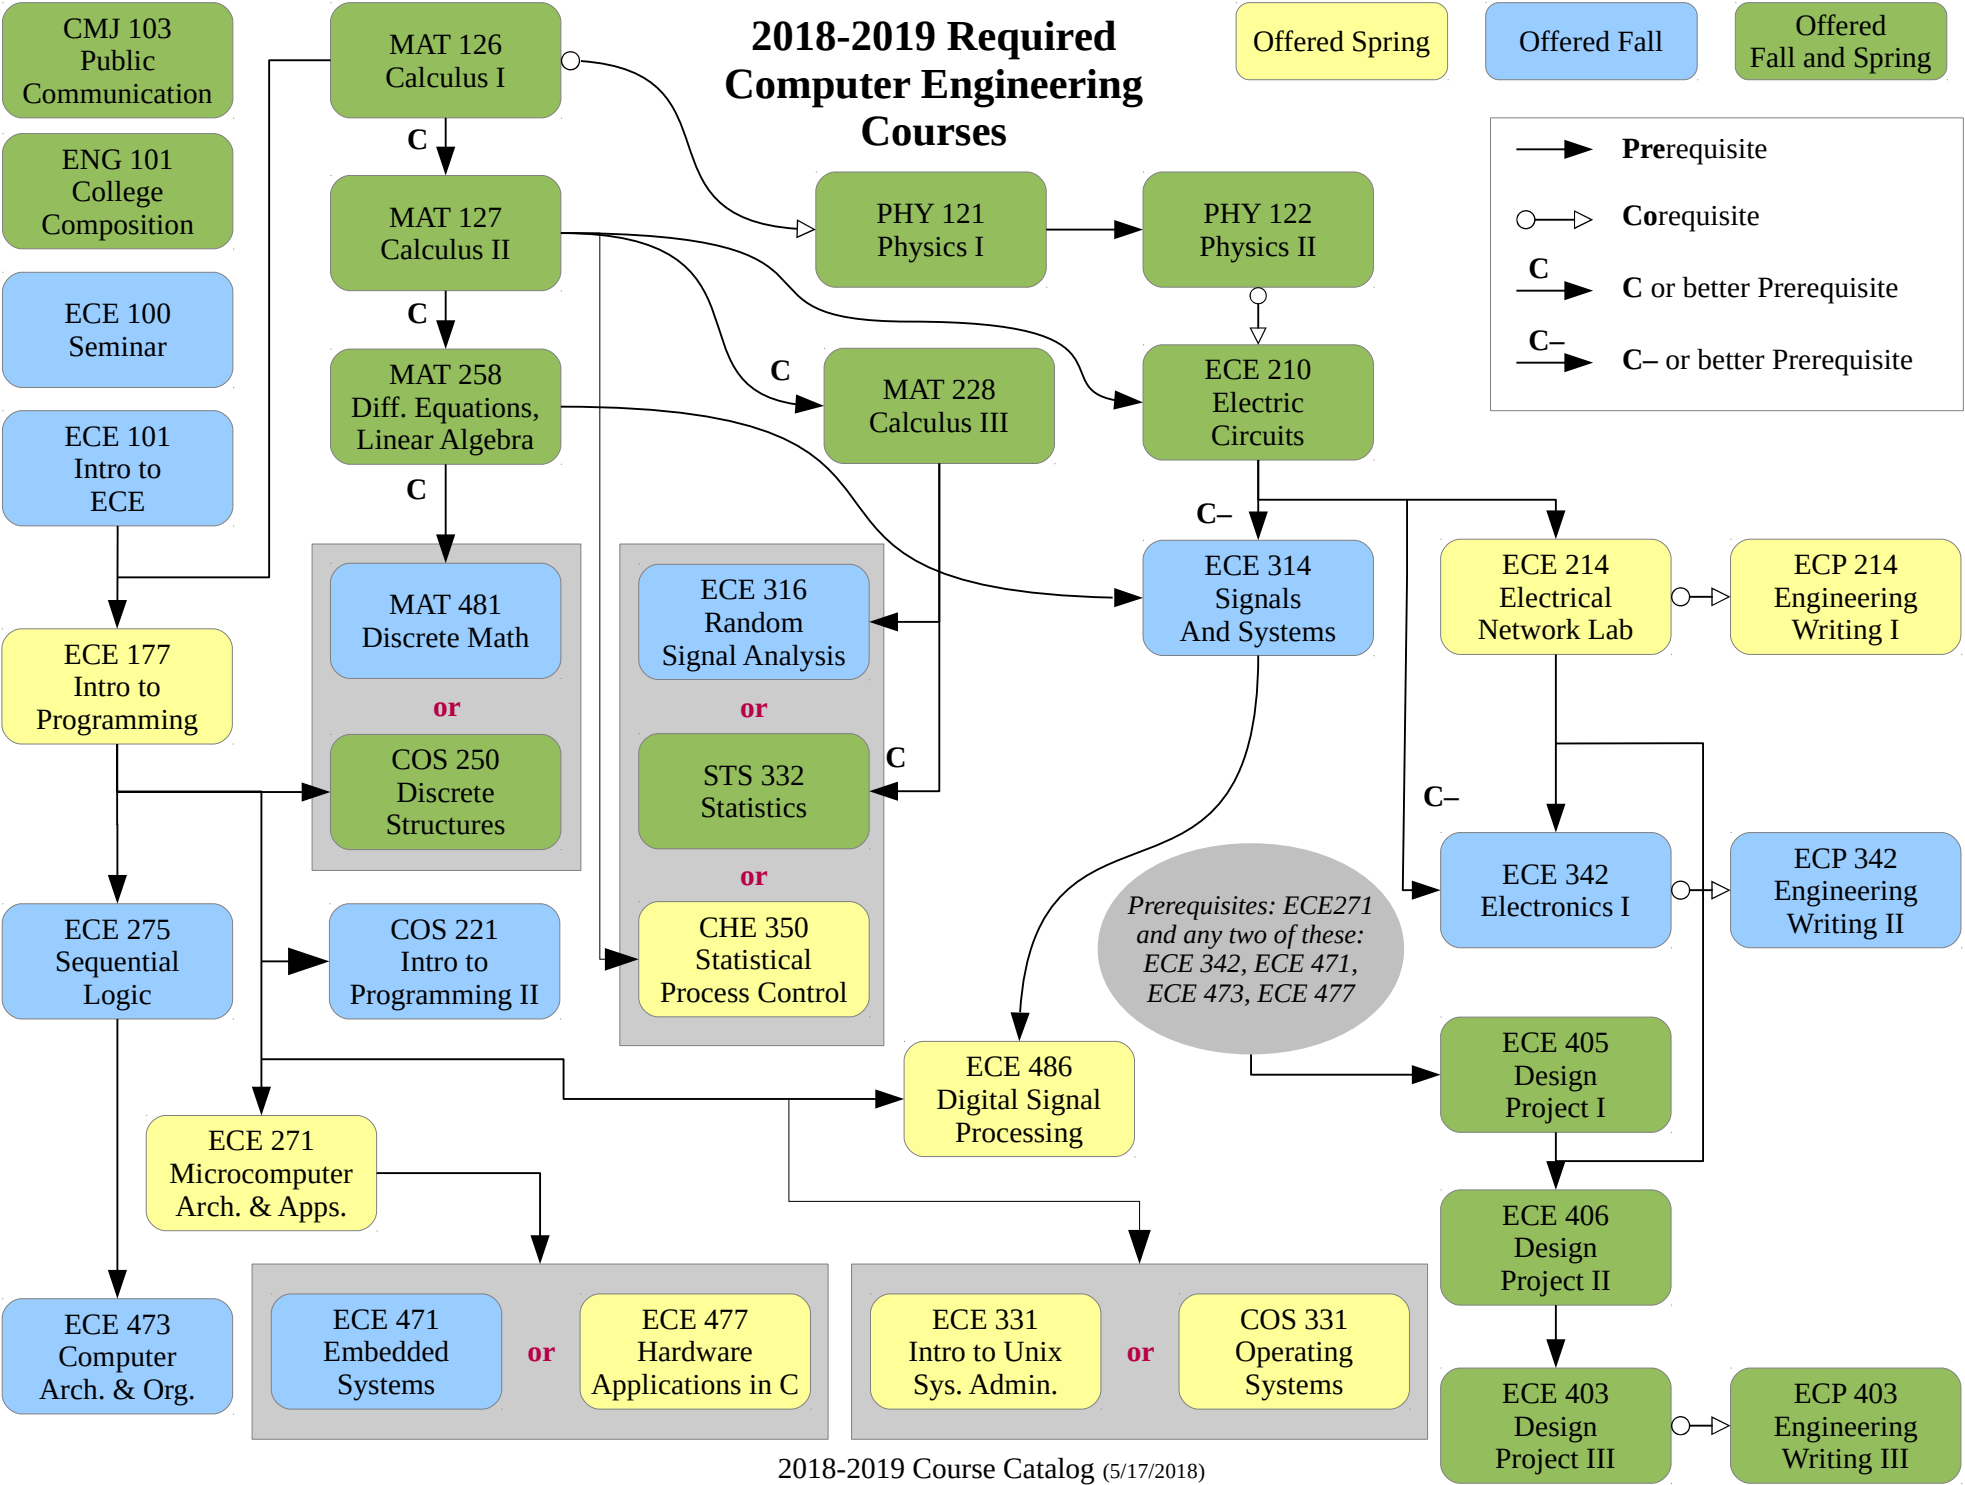 2018-2019 Required
Computer Engineering
Courses
Offered Spring
Offered Fall
Offered
Fall and Spring
Prerequisite
Corequisite
C
C or better Prerequisite
C–
C– or better Prerequisite
CMJ 103
Public
Communication
MAT 126
Calculus I
C
ENG 101
College
Composition
MAT 127
Calculus II
PHY 121
Physics I
PHY 122
Physics II
C
ECE 100
Seminar
MAT 258
Diff. Equations,
Linear Algebra
C
MAT 228
Calculus III
ECE 210
Electric
Circuits
ECE 101
Intro to
ECE
C
C–
MAT 481
Discrete Math
or
COS 250
Discrete
Structures
ECE 316
Random
Signal Analysis
or
STS 332
Statistics
C
or
CHE 350
Statistical
Process Control
ECE 314
Signals
And Systems
ECE 214
Electrical
Network Lab
ECP 214
Engineering
Writing I
ECE 177
Intro to
Programming
C–
ECE 342
Electronics I
ECP 342
Engineering
Writing II
Prerequisites: ECE271
and any two of these:
ECE 342, ECE 471,
ECE 473, ECE 477
ECE 275
Sequential
Logic
COS 221
Intro to
Programming II
ECE 486
Digital Signal
Processing
ECE 405
Design
Project I
ECE 271
Microcomputer
Arch. & Apps.
ECE 406
Design
Project II
ECE 473
Computer
Arch. & Org.
ECE 471
Embedded
Systems
or
ECE 477
Hardware
Applications in C
ECE 331
Intro to Unix
Sys. Admin.
or
COS 331
Operating
Systems
ECE 403
Design
Project III
ECP 403
Engineering
Writing III
2018-2019 Course Catalog (5/17/2018)